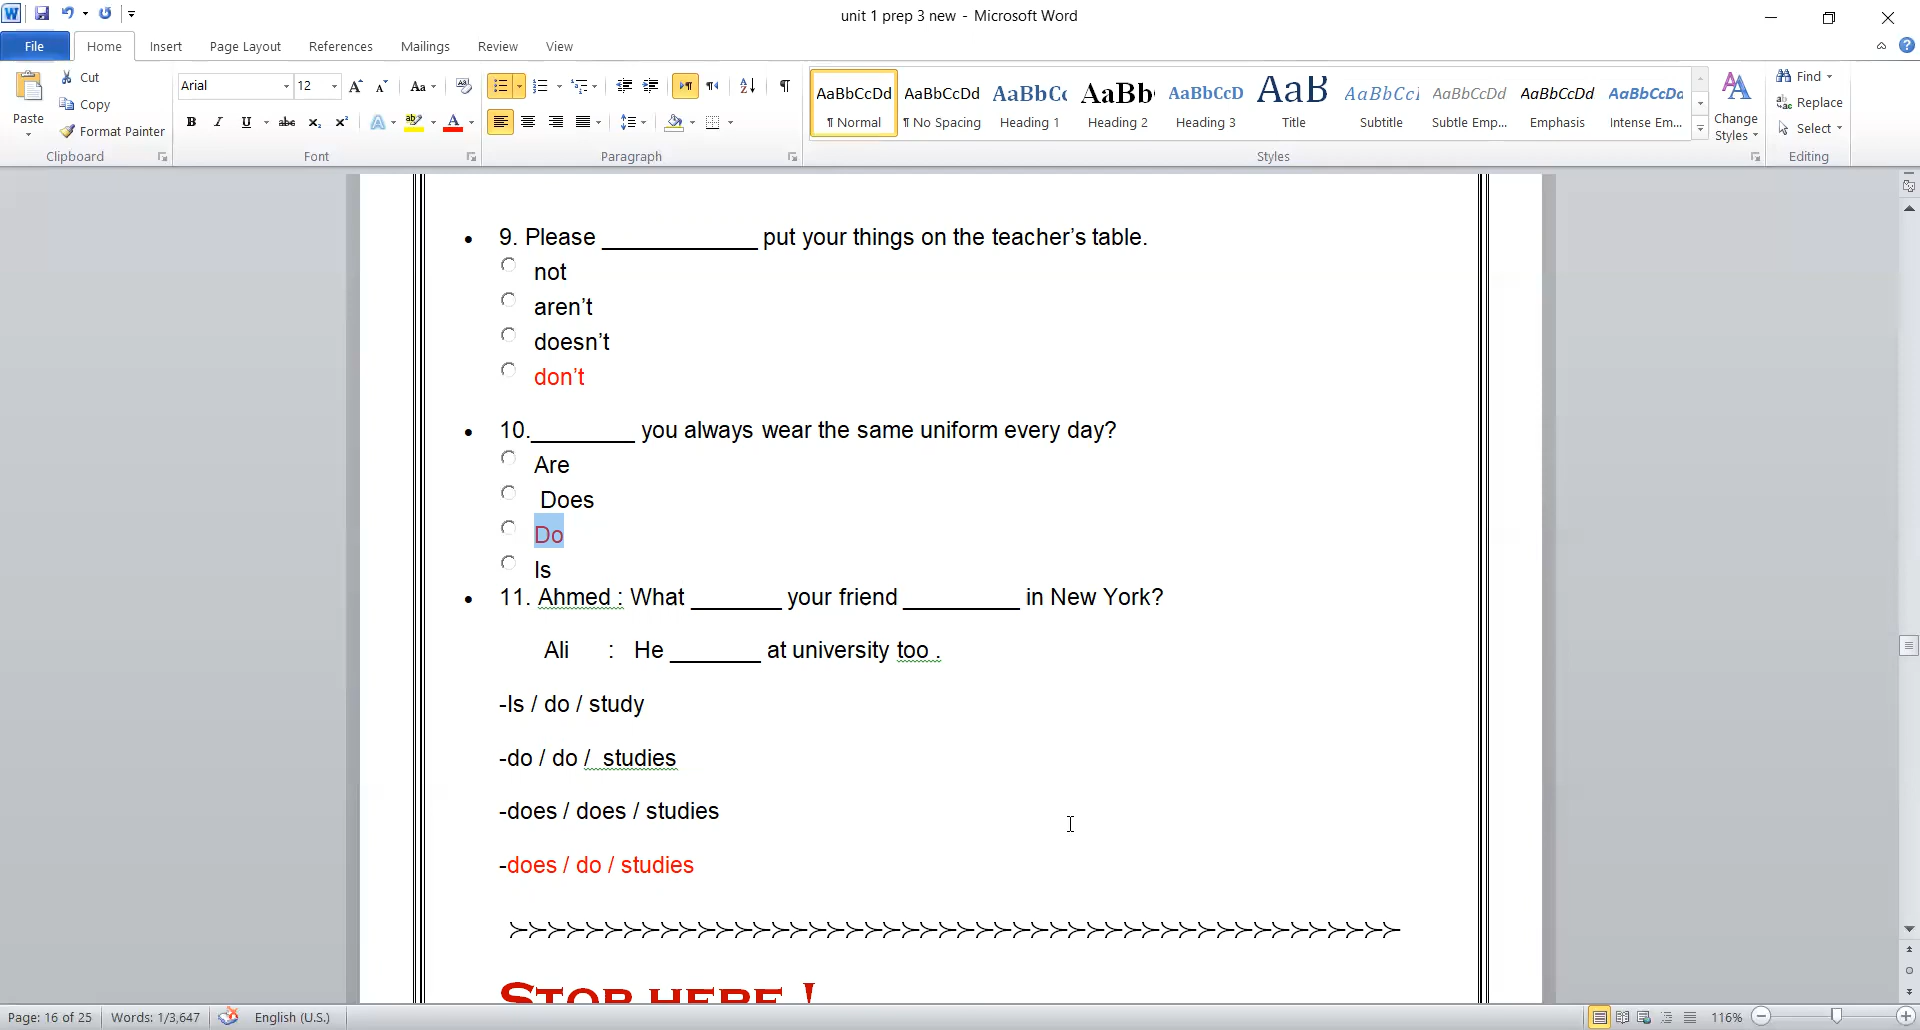 unit 1 prep 3 new - Microsoft Word
File Home Insert Page Layout References Mailings Review View
Paste
Cut
Copy
Format Painter
Clipboard
Arial 12
Font
Paragraph
AaBbCcDd AaBbCcDd AaBbCc AaBb AaBbCcD AaB AaBbCcI AaBbCcDd AaBbCcDd AaBbCcDd
¶ Normal ¶ No Spacing Heading 1 Heading 2 Heading 3 Title Subtitle Subtle Emp... Emphasis Intense Em...
Styles
Change Styles
Find
Replace
Select
Editing
• 9. Please ____________ put your things on the teacher’s table.
not
aren’t
doesn’t
don’t
• 10.________ you always wear the same uniform every day?
Are
Does
Do
Is
• 11. Ahmed : What _______ your friend _________ in New York?
Ali : He _______ at university too .
-Is / do / study
-do / do / studies
-does / does / studies
-does / do / studies
Stop here !
Page: 16 of 25 Words: 1/3,647 English (U.S.) 116%